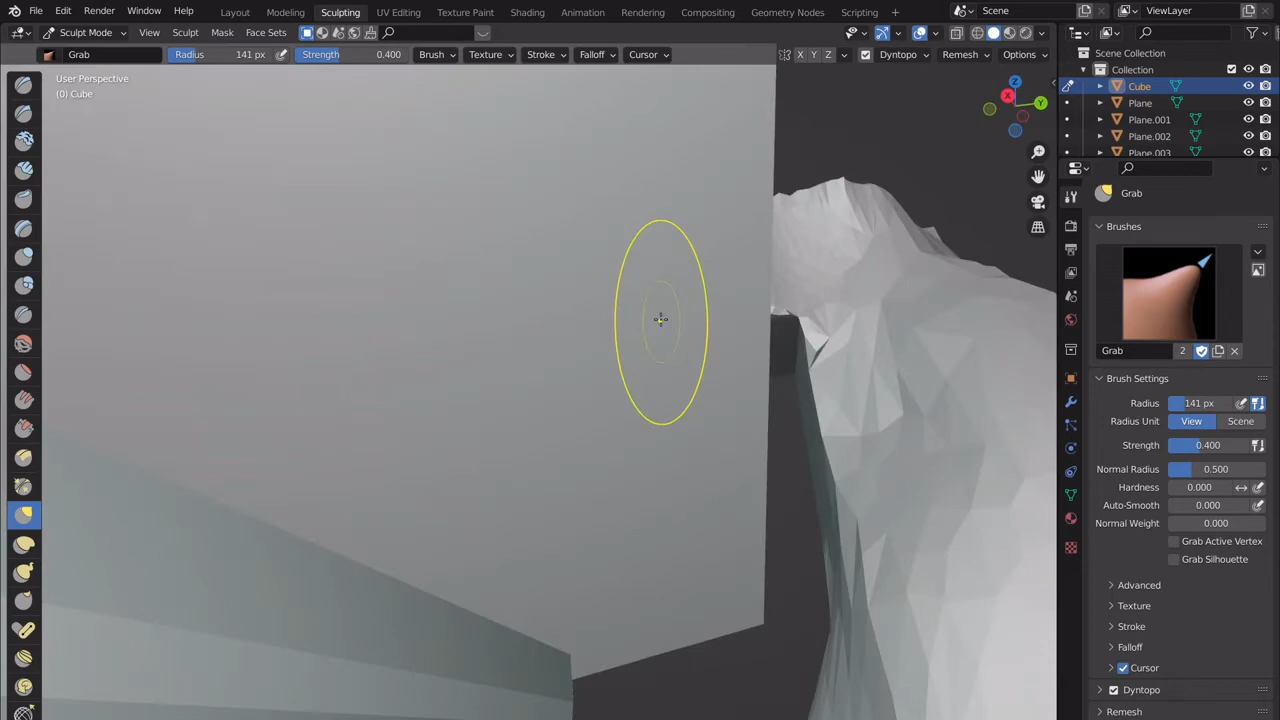 File Edit Render Window Help Layout Modeling Sculpting UV Editing Texture Paint Shading Animation Rendering Compositing Geometry Nodes Scripting + Scene ViewLayer
Sculpt Mode View Sculpt Mask Face Sets
Grab Radius 141 px Strength 0.400 Brush Texture Stroke Falloff Cursor X Y Z Dyntopo Remesh Options
User Perspective
(0) Cube
Z
X
Y
Scene Collection
Collection
Cube
Plane
Plane.001
Plane.002
Plane.003
Grab
Brushes
Grab 2
Brush Settings
Radius 141 px
Radius Unit View Scene
Strength 0.400
Normal Radius 0.500
Hardness 0.000
Auto-Smooth 0.000
Normal Weight 0.000
Grab Active Vertex
Grab Silhouette
Advanced
Texture
Stroke
Falloff
Cursor
Dyntopo
Remesh